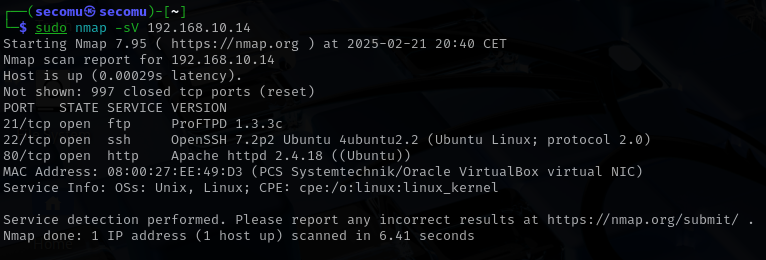 ┌──(secomu㉿secomu)-[~]
└─$ sudo nmap -sV 192.168.10.14
Starting Nmap 7.95 ( https://nmap.org ) at 2025-02-21 20:40 CET
Nmap scan report for 192.168.10.14
Host is up (0.00029s latency).
Not shown: 997 closed tcp ports (reset)
PORT   STATE SERVICE VERSION
21/tcp open  ftp     ProFTPD 1.3.3c
22/tcp open  ssh     OpenSSH 7.2p2 Ubuntu 4ubuntu2.2 (Ubuntu Linux; protocol 2.0)
80/tcp open  http    Apache httpd 2.4.18 ((Ubuntu))
MAC Address: 08:00:27:EE:49:D3 (PCS Systemtechnik/Oracle VirtualBox virtual NIC)
Service Info: OSs: Unix, Linux; CPE: cpe:/o:linux:linux_kernel

Service detection performed. Please report any incorrect results at https://nmap.org/submit/ .
Nmap done: 1 IP address (1 host up) scanned in 6.41 seconds